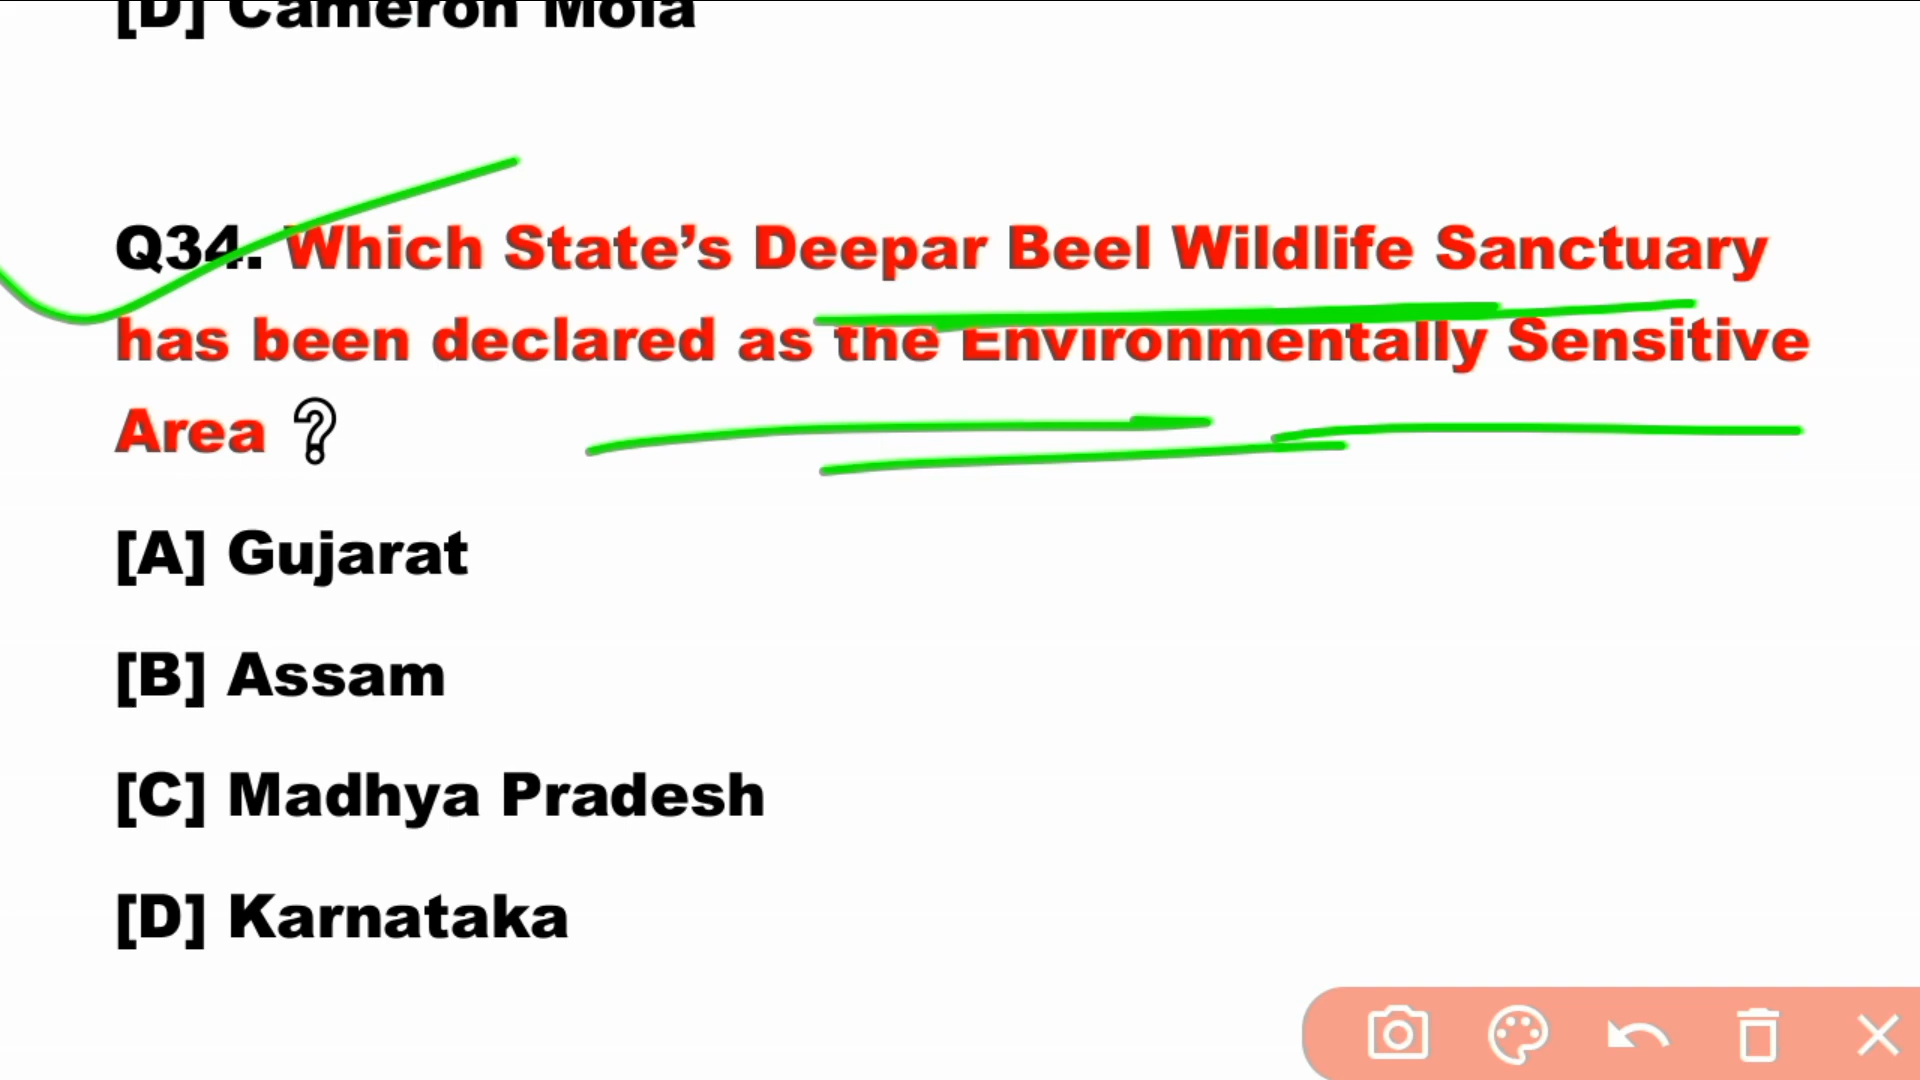 [D] Cameron Mola
Q34. Which State’s Deepar Beel Wildlife Sanctuary
has been declared as the Environmentally Sensitive
Area ?
[A] Gujarat
[B] Assam
[C] Madhya Pradesh
[D] Karnataka